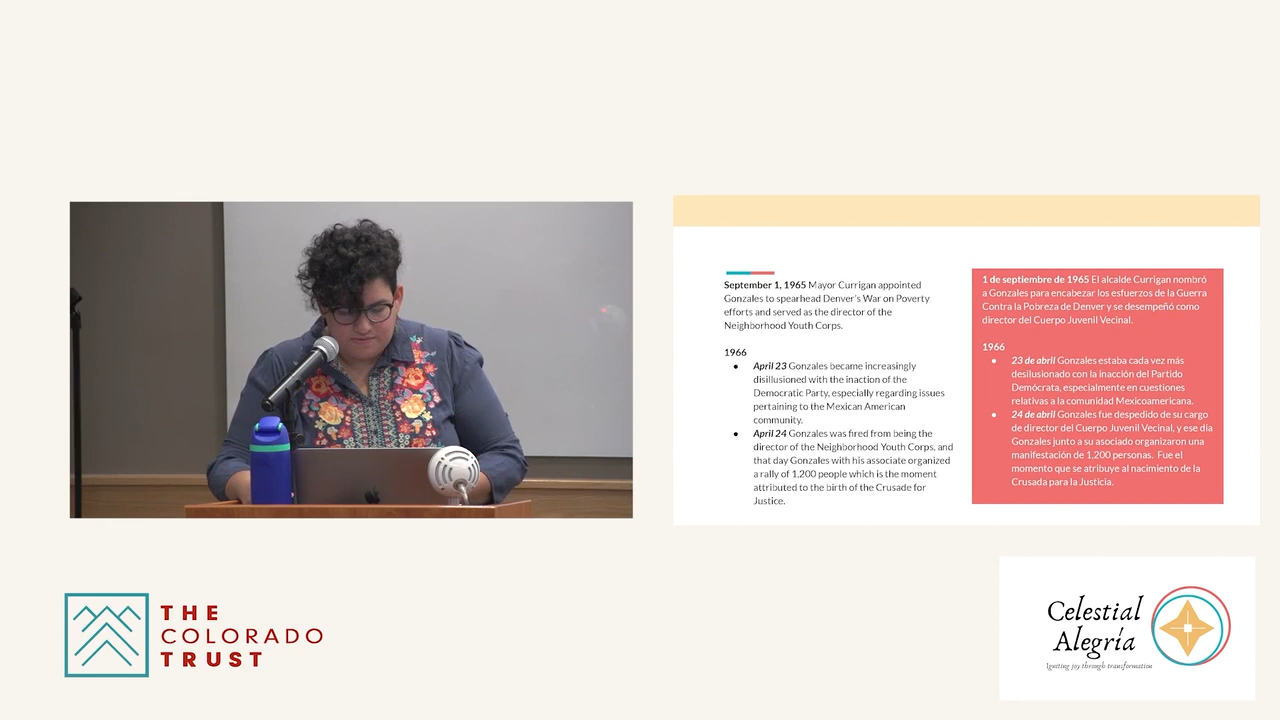 September 1, 1965 Mayor Currigan appointed
Gonzales to spearhead Denver's War on Poverty
efforts and served as the director of the
Neighborhood Youth Corps.
1966
● April 23 Gonzales became increasingly
disillusioned with the inaction of the
Democratic Party, especially regarding issues
pertaining to the Mexican American
community.
● April 24 Gonzales was fired from being the
director of the Neighborhood Youth Corps, and
that day Gonzales with his associate organized
a rally of 1,200 people which is the moment
attributed to the birth of the Crusade for
Justice.
1 de septiembre de 1965 El alcalde Currigan nombró
a Gonzales para encabezar los esfuerzos de la Guerra
Contra la Pobreza de Denver y se desempeñó como
director del Cuerpo Juvenil Vecinal.
1966
● 23 de abril Gonzales estaba cada vez más
desilusionado con la inacción del Partido
Demócrata, especialmente en cuestiones
relativas a la comunidad Mexicoamericana.
● 24 de abril Gonzales fue despedido de su cargo
de director del Cuerpo Juvenil Vecinal, y ese día
Gonzales junto a su asociado organizaron una
manifestación de 1,200 personas. Fue el
momento que se atribuye al nacimiento de la
Crusada para la Justicia.
THE
COLORADO
TRUST
Celestial
Alegría
Igniting joy through transformation